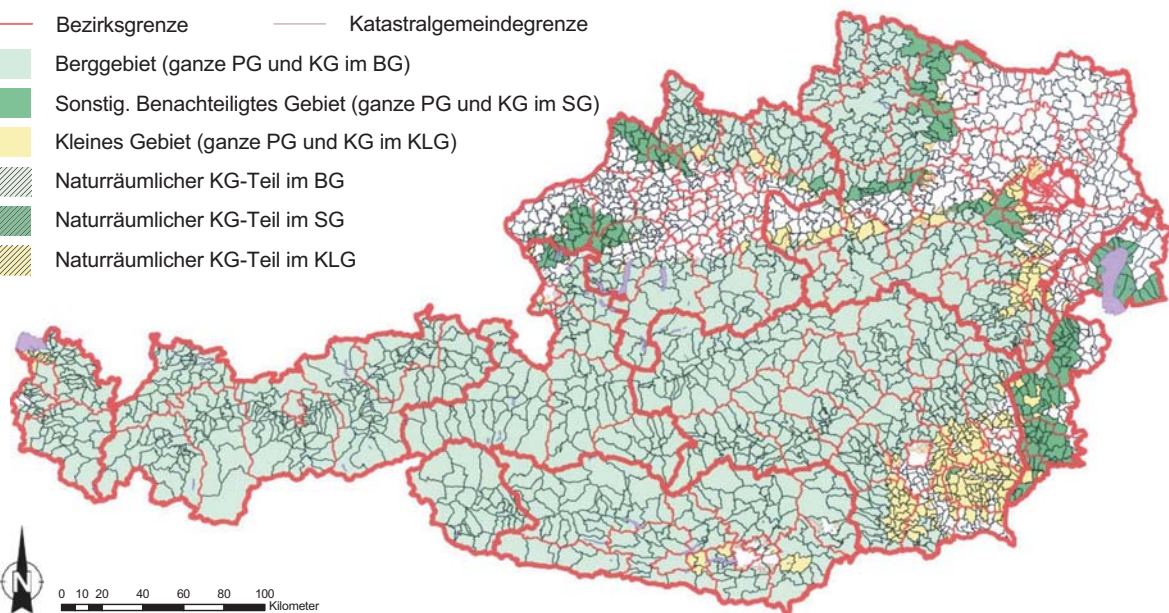 Bezirksgrenze Katastralgemeindegrenze
Berggebiet (ganze PG und KG im BG)
Sonstig. Benachteiligtes Gebiet (ganze PG und KG im SG)
Kleines Gebiet (ganze PG und KG im KLG)
Naturräumlicher KG-Teil im BG
Naturräumlicher KG-Teil im SG
Naturräumlicher KG-Teil im KLG
N
0 10 20 40 60 80 100
Kilometer